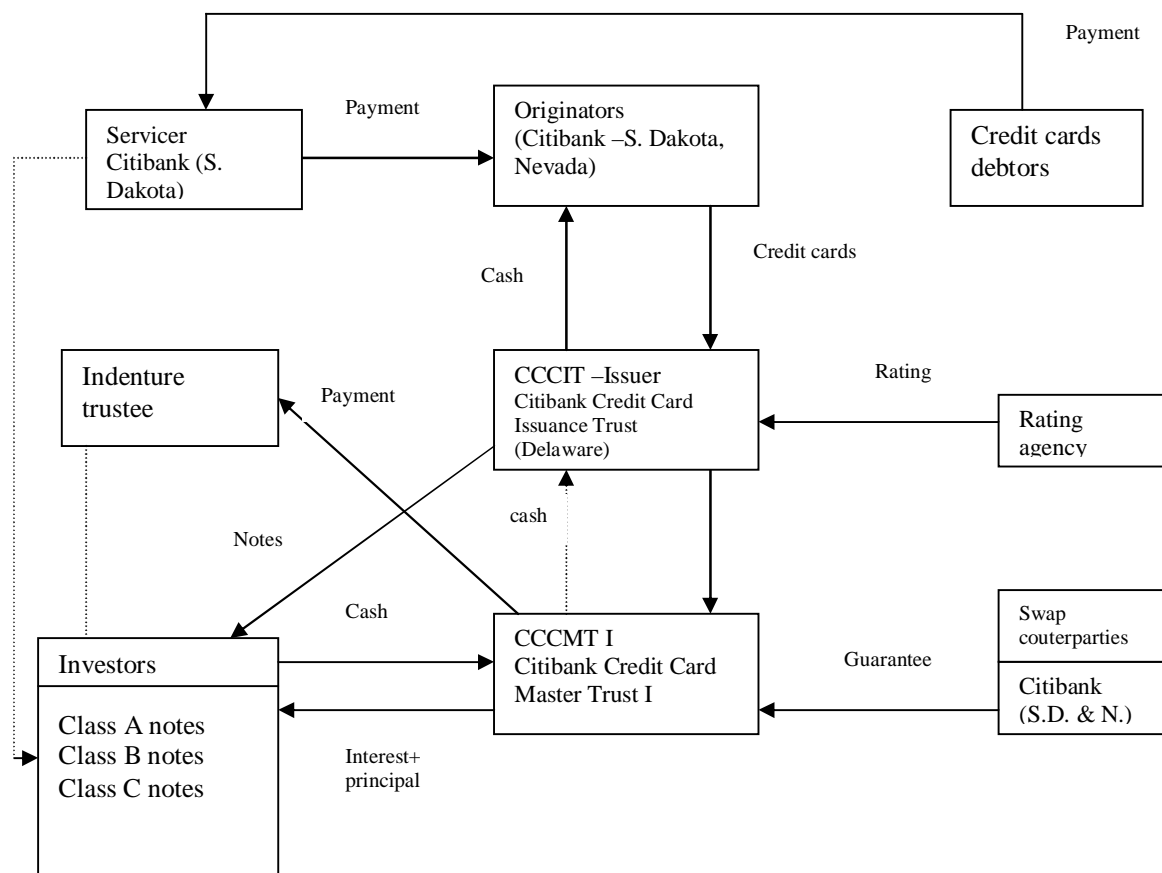 Payment
Payment
Servicer
Citibank (S.
Dakota)
Originators
(Citibank –S. Dakota,
Nevada)
Credit cards
debtors
Cash
Credit cards
Indenture
trustee
Payment
CCCIT –Issuer
Citibank Credit Card
Issuance Trust
(Delaware)
Rating
Rating
agency
Notes
cash
Cash
Investors
Class A notes
Class B notes
Class C notes
CCCMT I
Citibank Credit Card
Master Trust I
Guarantee
Swap
couterparties
Citibank
(S.D. & N.)
Interest+
principal